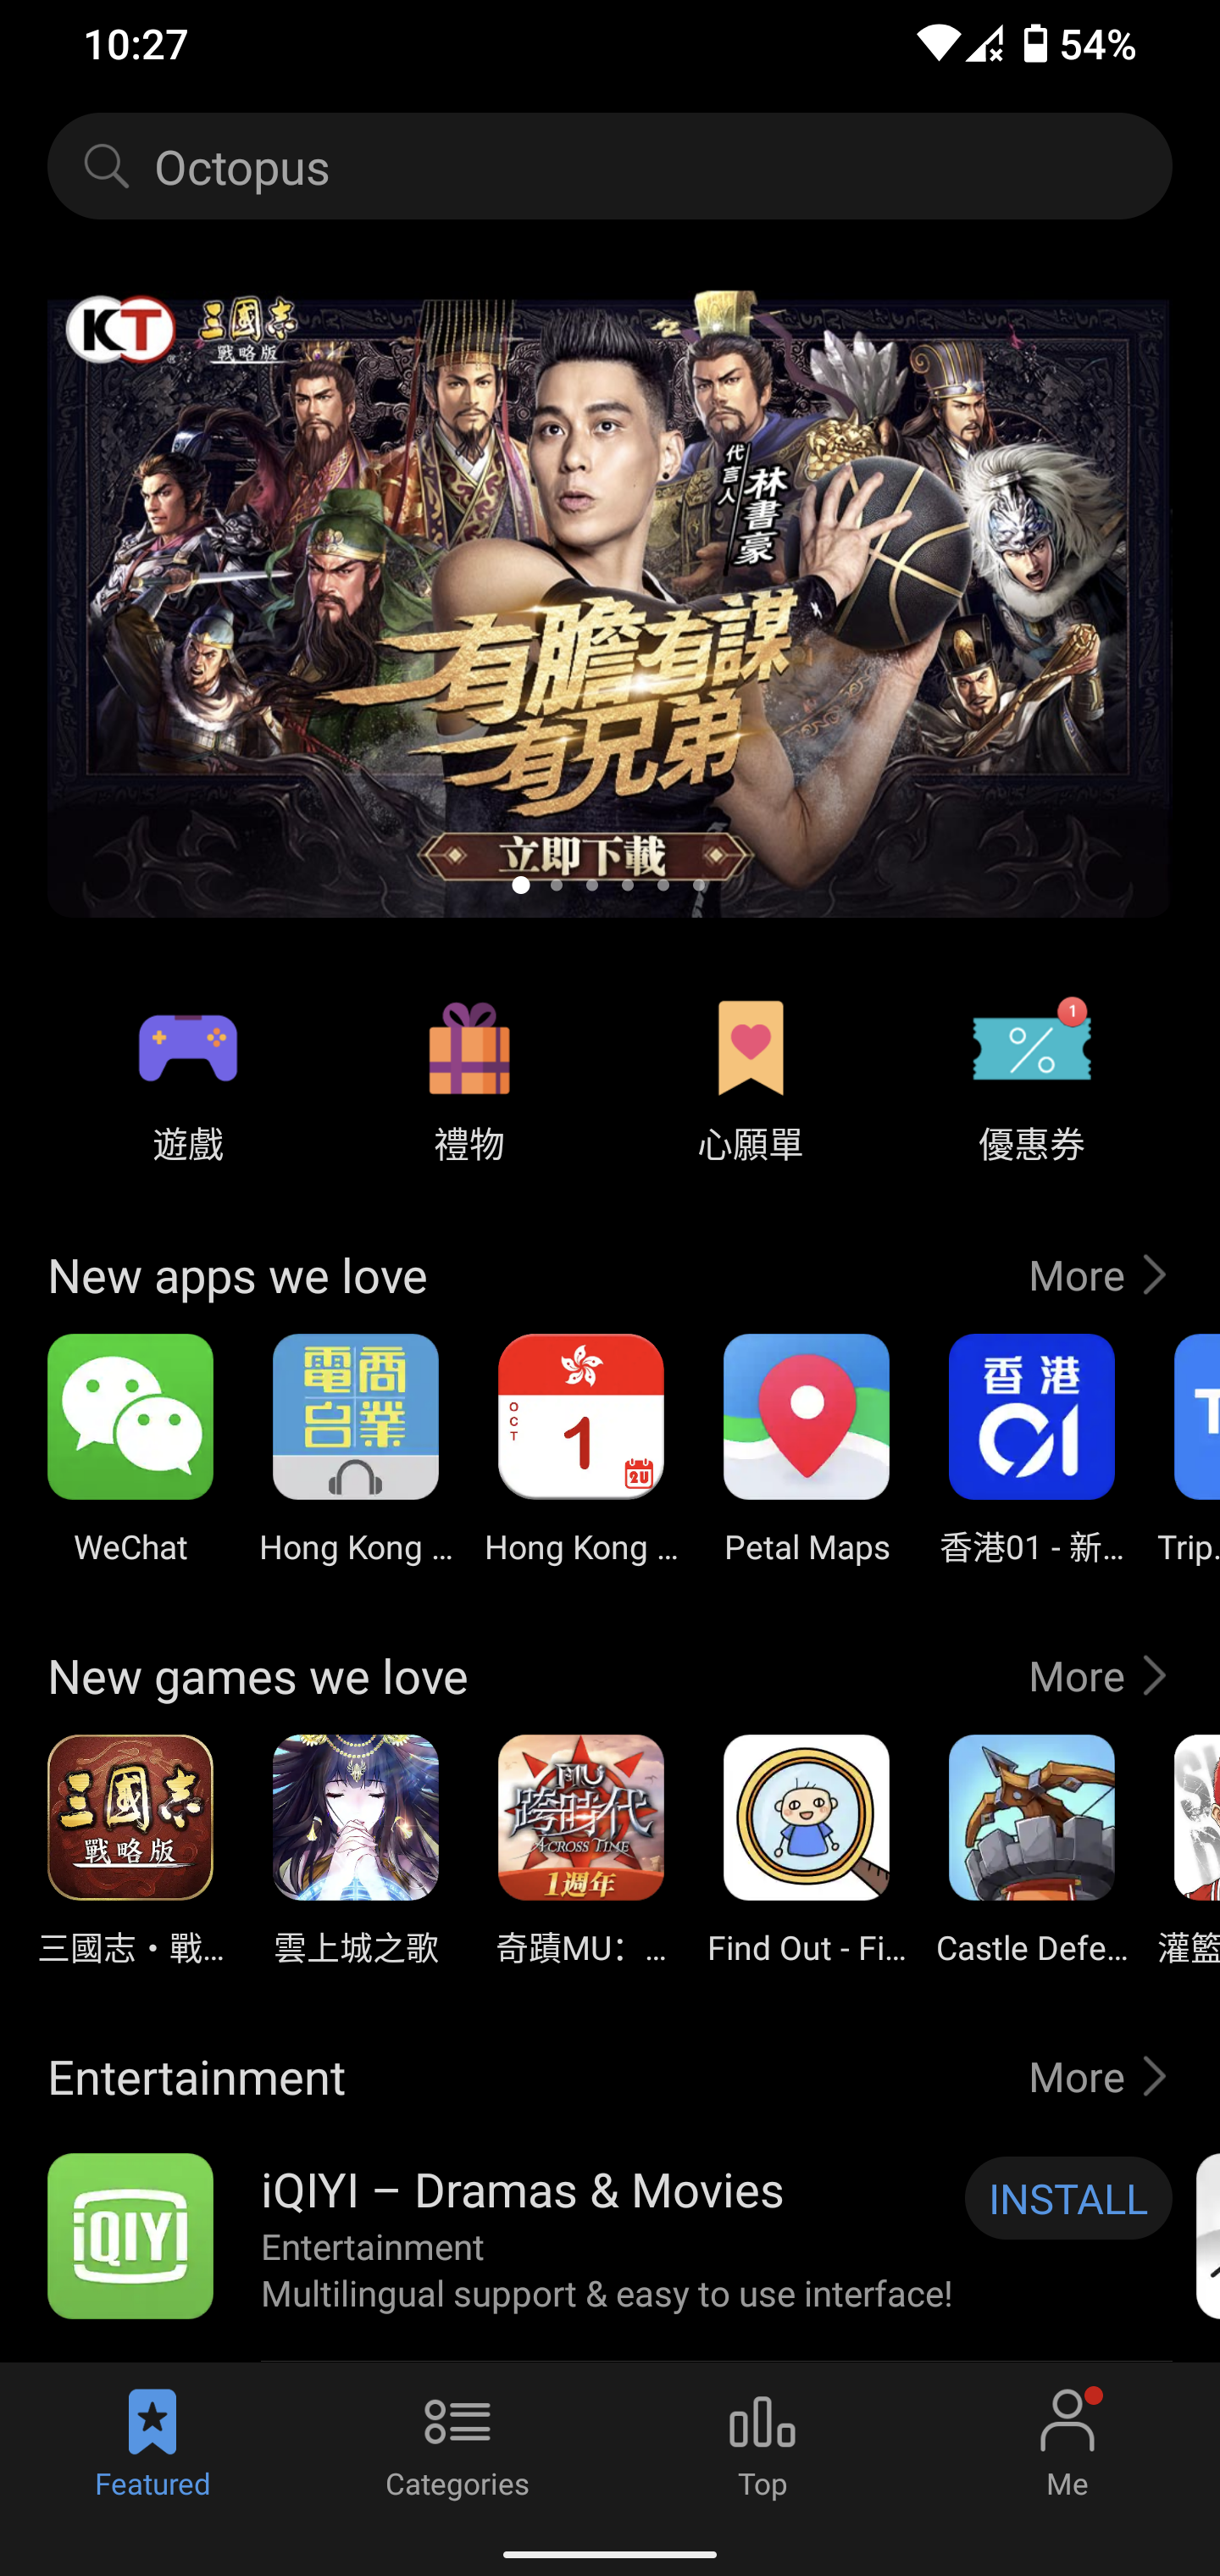 10:27
54%
Octopus
KT
三國志
戰略版
代言人
林書豪
有膽有謀
有兄弟
立即下載
1
遊戲
禮物
心願單
優惠券
New apps we love
More
電商
台業
OCT
1
2U
香港
01
T
WeChat
Hong Kong ...
Hong Kong ...
Petal Maps
香港01 - 新...
Trip.
New games we love
More
三國志
戰略版
MU
跨時代
ACROSS TIME
1週年
三國志・戰...
雲上城之歌
奇蹟MU：...
Find Out - Fi...
Castle Defe...
灌籃
Entertainment
More
iQIYI
iQIYI – Dramas & Movies
INSTALL
Entertainment
Multilingual support & easy to use interface!
Featured
Categories
Top
Me